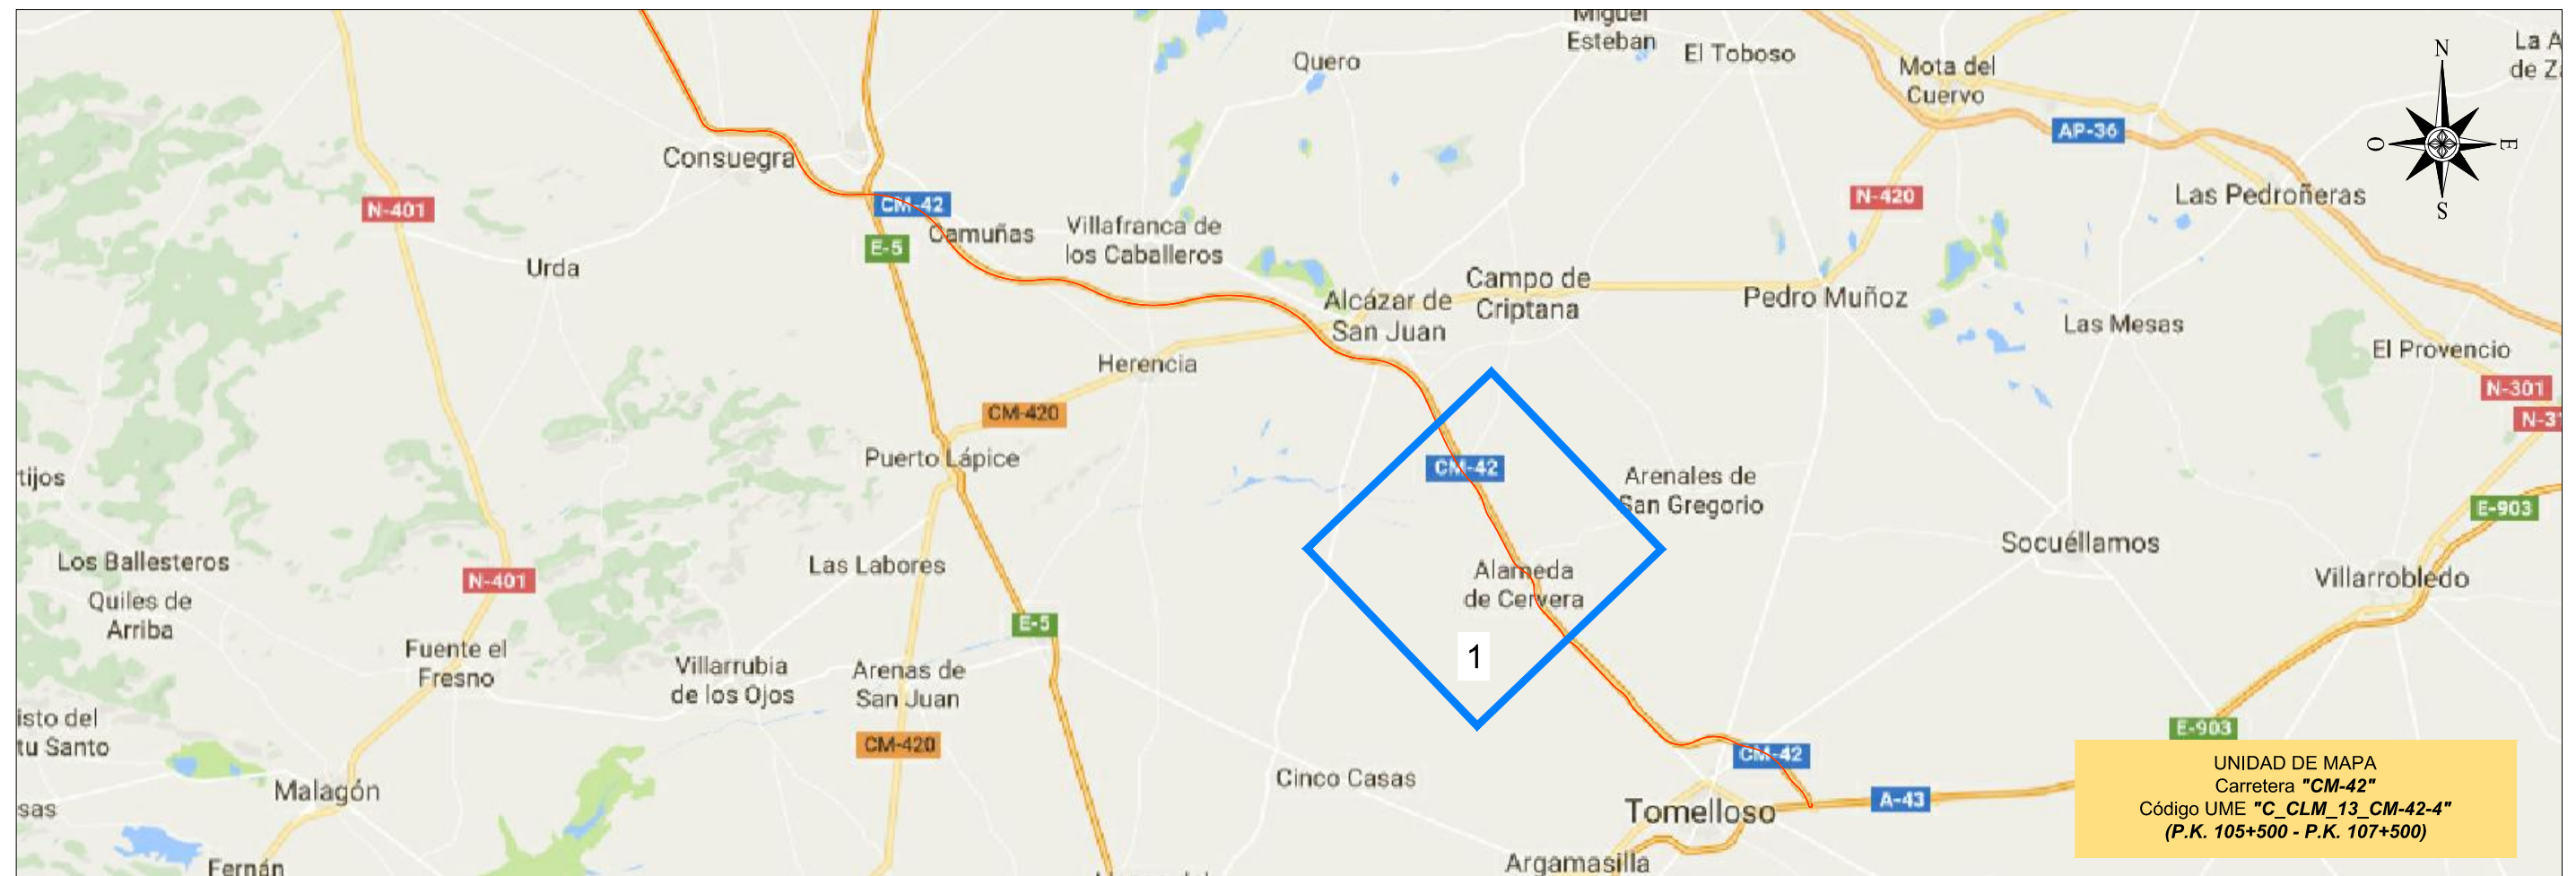 Miguel
Esteban
El Toboso
Quero
Mota del
Cuervo
La A
de Z
N
O
E
S
AP-36
Consuegra
N-401
CM-42
N-420
Las Pedroñeras
Camuñas
Villafranca de
los Caballeros
E-5
Urda
Campo de
Criptana
Alcázar de
San Juan
Pedro Muñoz
Las Mesas
El Provencio
Herencia
N-301
N-3
CM-420
Puerto Lápice
CM-42
Arenales de
San Gregorio
tijos
E-903
Los Ballesteros
Las Labores
Socuéllamos
Villarrobledo
N-401
Quiles de
Arriba
Alameda
de Cervera
E-5
Fuente el
Fresno
Villarrubia
de los Ojos
Arenas de
San Juan
1
isto del
tu Santo
CM-420
CM-42
E-903
Malagón
Cinco Casas
sas
Tomelloso
A-43
Fernán
Argamasilla
UNIDAD DE MAPA
Carretera "CM-42"
Código UME "C_CLM_13_CM-42-4"
(P.K. 105+500 - P.K. 107+500)